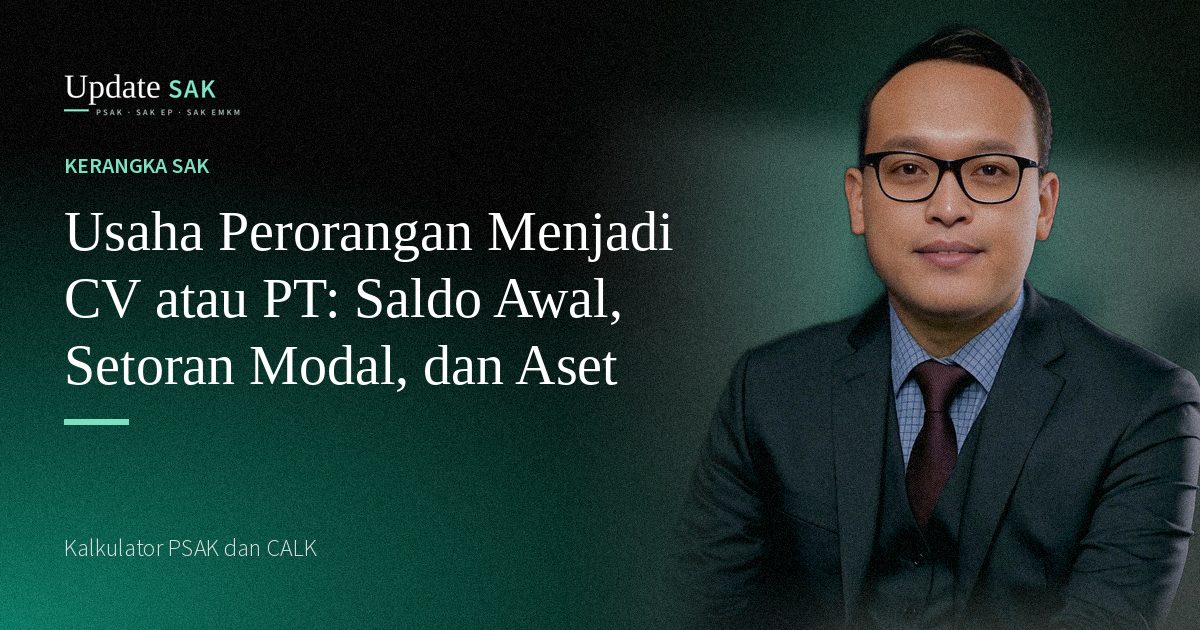 Update SAK
PSAK · SAK EP · SAK EMKM
KERANGKA SAK
Usaha Perorangan Menjadi
CV atau PT: Saldo Awal,
Setoran Modal, dan Aset
Kalkulator PSAK dan CALK